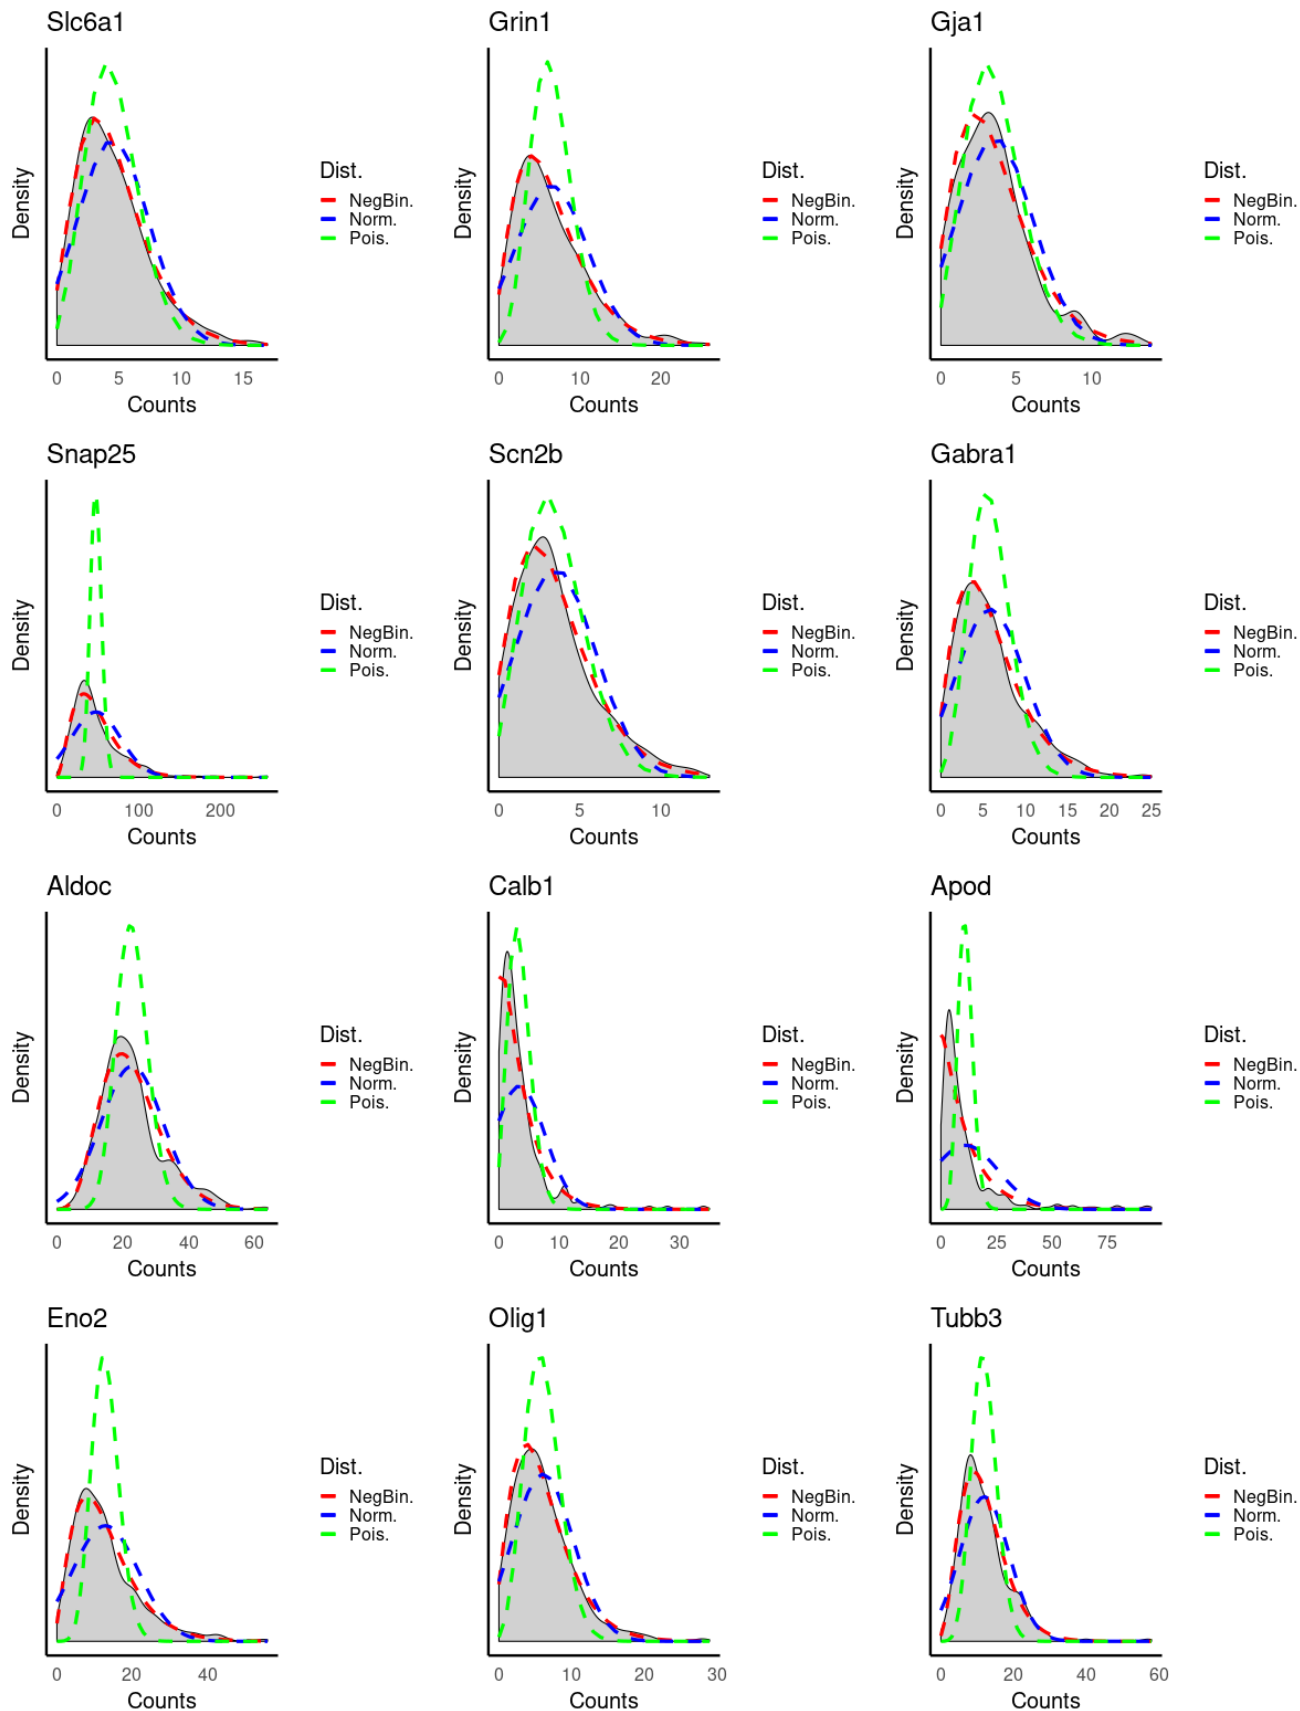 Slc6a1
Density
Dist.
NegBin.
Norm.
Pois.
0 5 10 15
Counts
Grin1
Density
Dist.
NegBin.
Norm.
Pois.
0 10 20
Counts
Gja1
Density
Dist.
NegBin.
Norm.
Pois.
0 5 10
Counts
Snap25
Density
Dist.
NegBin.
Norm.
Pois.
0 100 200
Counts
Scn2b
Density
Dist.
NegBin.
Norm.
Pois.
0 5 10
Counts
Gabra1
Density
Dist.
NegBin.
Norm.
Pois.
0 5 10 15 20 25
Counts
Aldoc
Density
Dist.
NegBin.
Norm.
Pois.
0 20 40 60
Counts
Calb1
Density
Dist.
NegBin.
Norm.
Pois.
0 10 20 30
Counts
Apod
Density
Dist.
NegBin.
Norm.
Pois.
0 25 50 75
Counts
Eno2
Density
Dist.
NegBin.
Norm.
Pois.
0 20 40
Counts
Olig1
Density
Dist.
NegBin.
Norm.
Pois.
0 10 20 30
Counts
Tubb3
Density
Dist.
NegBin.
Norm.
Pois.
0 20 40 60
Counts